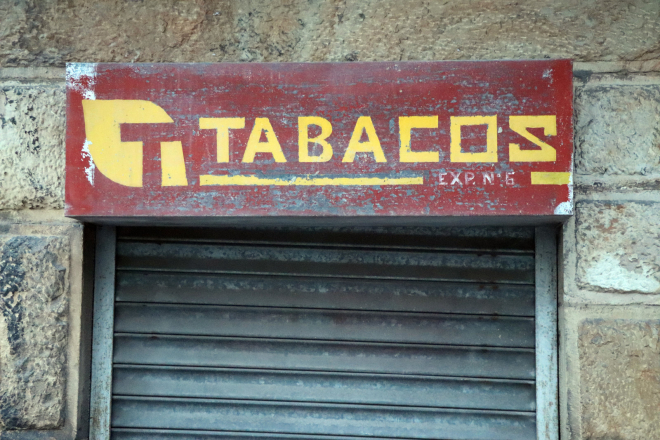 T TABACOS
EXP. Nº 6